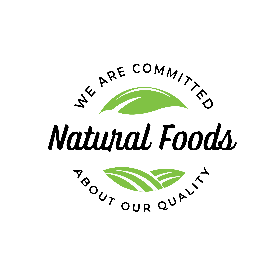 WE ARE COMMITTED
Natural Foods
ABOUT OUR QUALITY